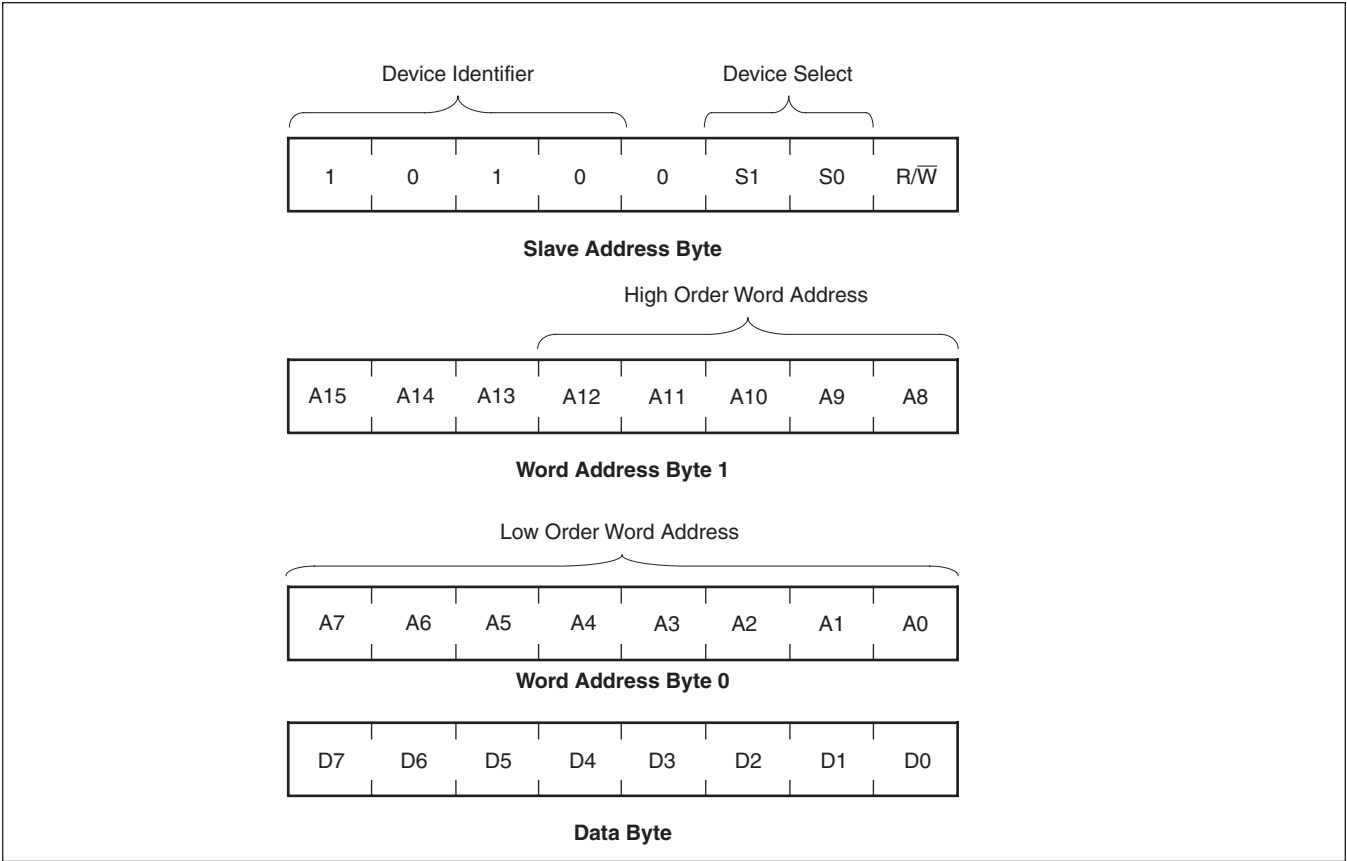 Device Identifier Device Select
1 0 1 0 0 S1 S0 R/W̅
Slave Address Byte
High Order Word Address
A15 A14 A13 A12 A11 A10 A9 A8
Word Address Byte 1
Low Order Word Address
A7 A6 A5 A4 A3 A2 A1 A0
Word Address Byte 0
D7 D6 D5 D4 D3 D2 D1 D0
Data Byte